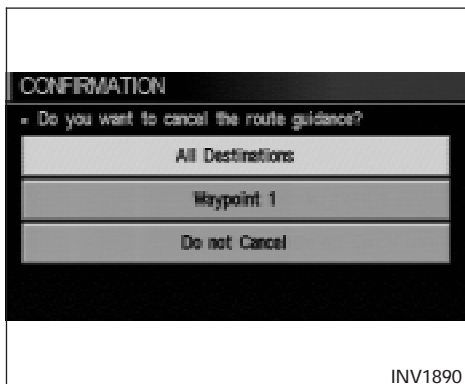 CONFIRMATION
- Do you want to cancel the route guidance?
All Destinations
Waypoint 1
Do not Cancel
INV1890